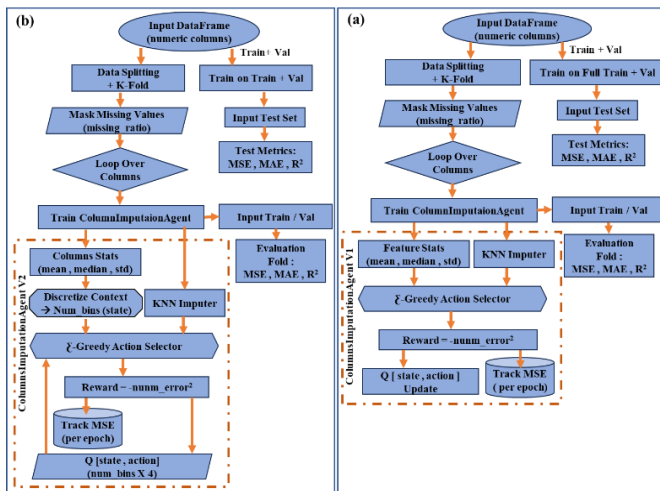 (b)
Input DataFrame
(numeric columns)
Train+ Val
Data Splitting
+ K-Fold
Train on Train + Val
Mask Missing Values
(missing_ratio)
Input Test Set
Test Metrics:
MSE , MAE , R²
Loop Over
Columns
Train ColumnImputaionAgent
Input Train / Val
Evaluation
Fold :
MSE , MAE , R²
ColumnsImputationAgent V2
Columns Stats
(mean , median , std)
Discretize Context
→ Num_bins (state)
KNN Imputer
Ɛ-Greedy Action Selector
Reward = -nunm_error²
Track MSE
(per epoch)
Q [state , action]
(num_bins X 4)
(a)
Input DataFrame
(numeric columns)
Train + Val
Data Splitting
+ K-Fold
Train on Full Train + Val
Mask Missing Values
(missing_ratio)
Input Test Set
Test Metrics:
MSE , MAE , R²
Loop Over
Columns
Train ColumnImputaionAgent
Input Train / Val
Evaluation
Fold :
MSE , MAE , R²
ColumnsImputationAgent V1
Feature Stats
(mean , median , std)
KNN Imputer
Ɛ-Greedy Action Selector
Reward = -nunm_error²
Q [ state , action ]
Update
Track MSE
( per epoch)